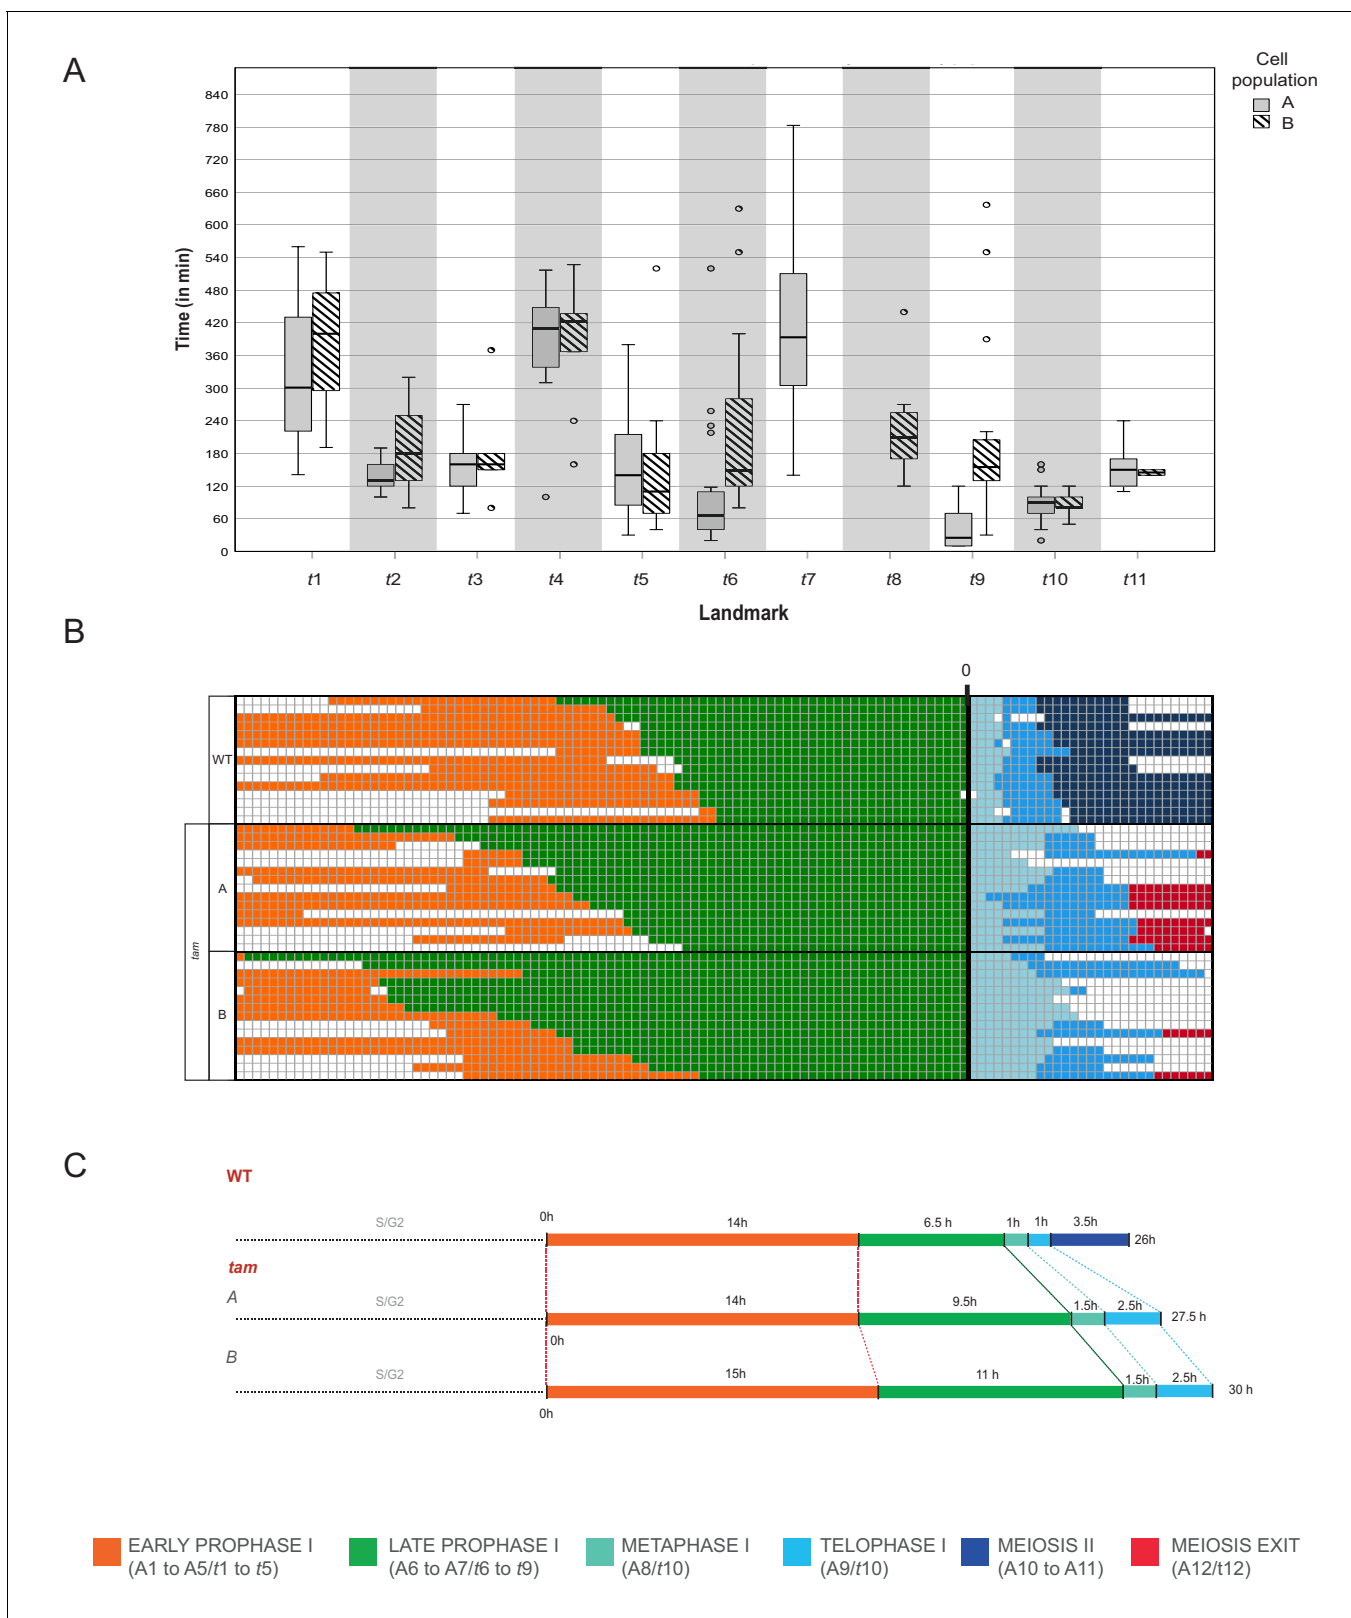 A
Cell
population
A
B
840
780
720
660
600
540
480
420
360
300
240
180
120
60
0
Time (in min)
t1 t2 t3 t4 t5 t6 t7 t8 t9 t10 t11
Landmark
B
0
WT
A
B
tam
C
WT
S/G2 0h 14h 6.5 h 1h 1h 3.5h 26h
tam
A
S/G2 14h 9.5h 1.5h 2.5h 27.5 h
0h
B
S/G2 15h 11 h 1.5h 2.5h 30 h
0h
EARLY PROPHASE I
(A1 to A5/t1 to t5)
LATE PROPHASE I
(A6 to A7/t6 to t9)
METAPHASE I
(A8/t10)
TELOPHASE I
(A9/t10)
MEIOSIS II
(A10 to A11)
MEIOSIS EXIT
(A12/t12)